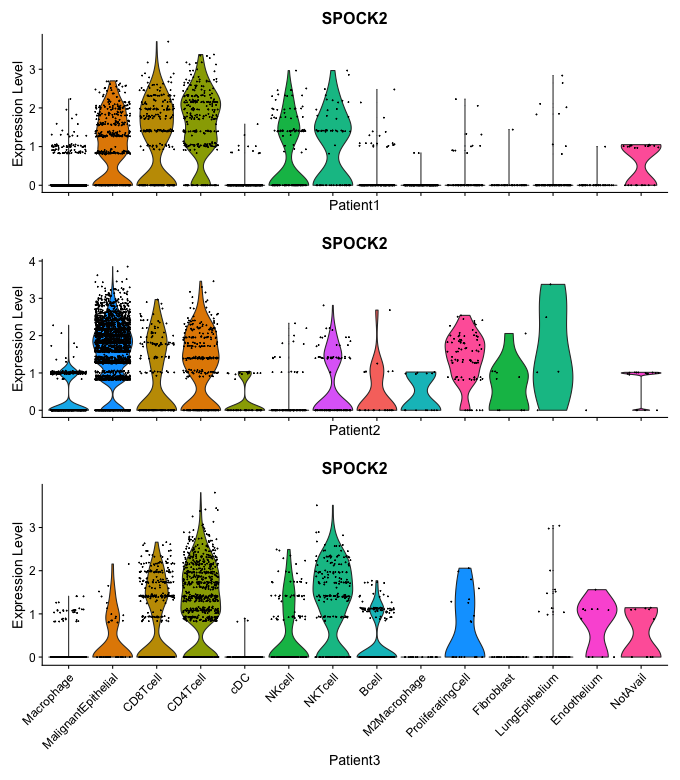 SPOCK2
Expression Level
3
2
1
0
Patient1
SPOCK2
Expression Level
4
3
2
1
0
Patient2
SPOCK2
Expression Level
3
2
1
0
Macrophage
MalignantEpithelial
CD8Tcell
CD4Tcell
cDC
NKcell
NKTcell
Bcell
M2Macrophage
ProliferatingCell
Fibroblast
LungEpithelium
Endothelium
NotAvail
Patient3